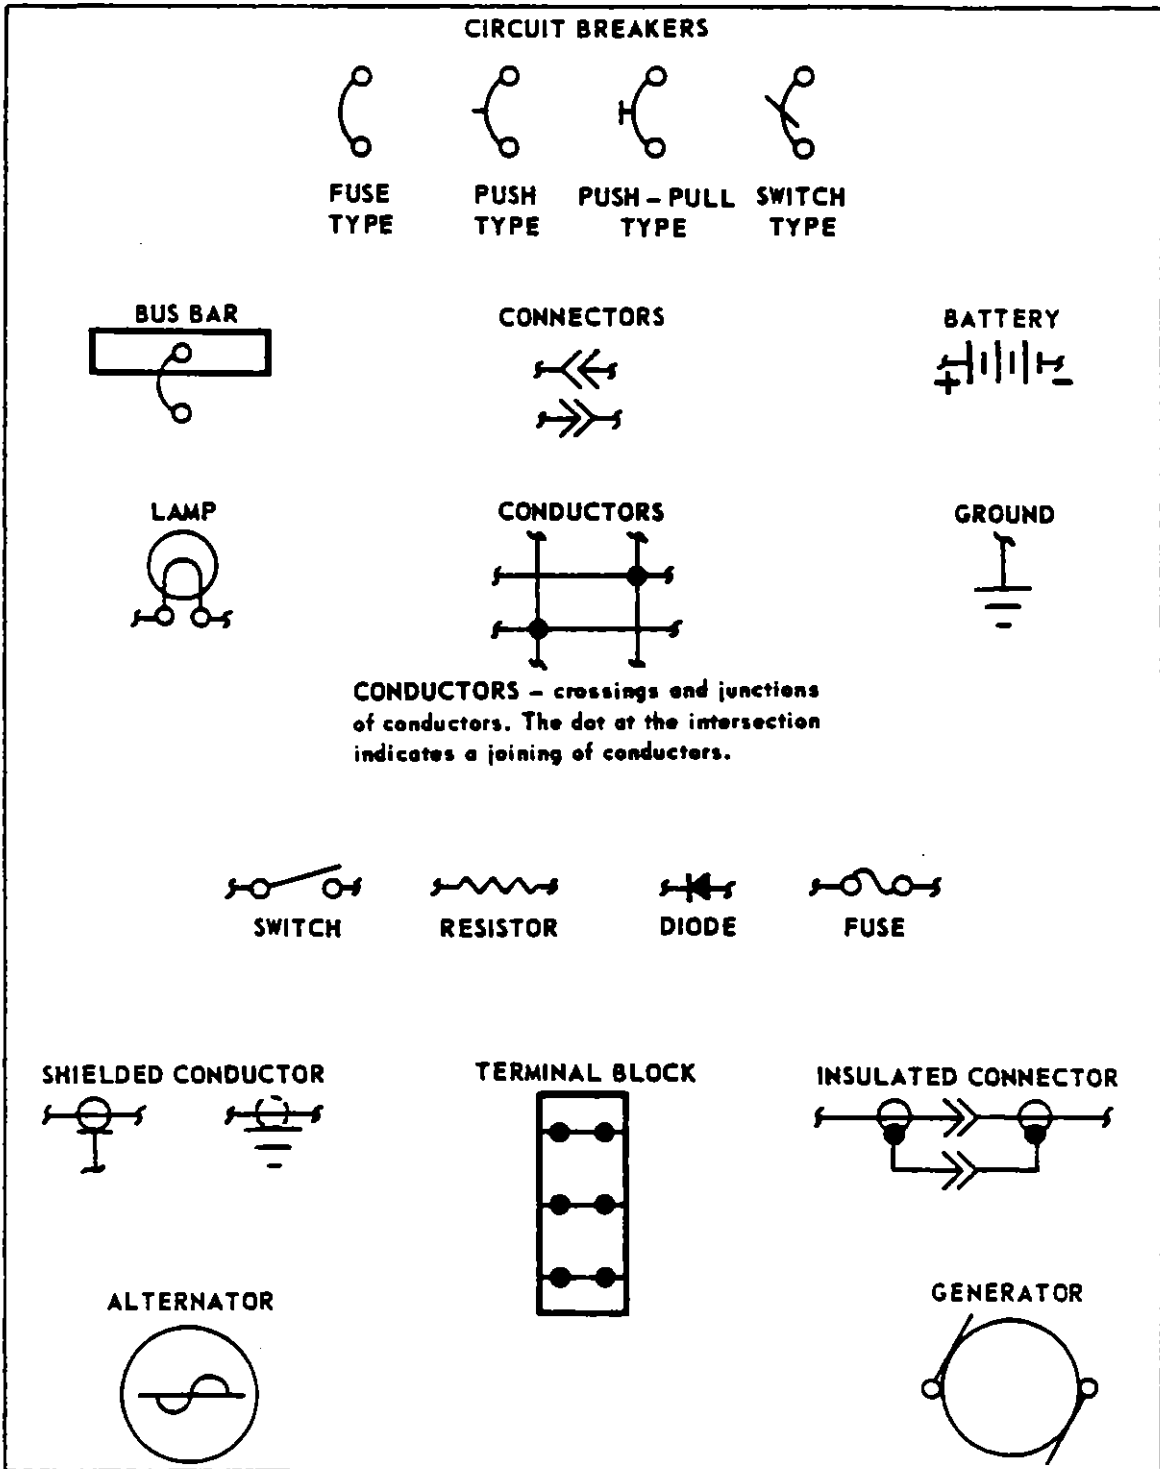 CIRCUIT BREAKERS
FUSE TYPE
PUSH TYPE
PUSH – PULL TYPE
SWITCH TYPE
BUS BAR
CONNECTORS
BATTERY
+
–
LAMP
CONDUCTORS
GROUND
CONDUCTORS – crossings and junctions
of conductors. The dot at the intersection
indicates a joining of conductors.
SWITCH
RESISTOR
DIODE
FUSE
SHIELDED CONDUCTOR
TERMINAL BLOCK
INSULATED CONNECTOR
ALTERNATOR
GENERATOR